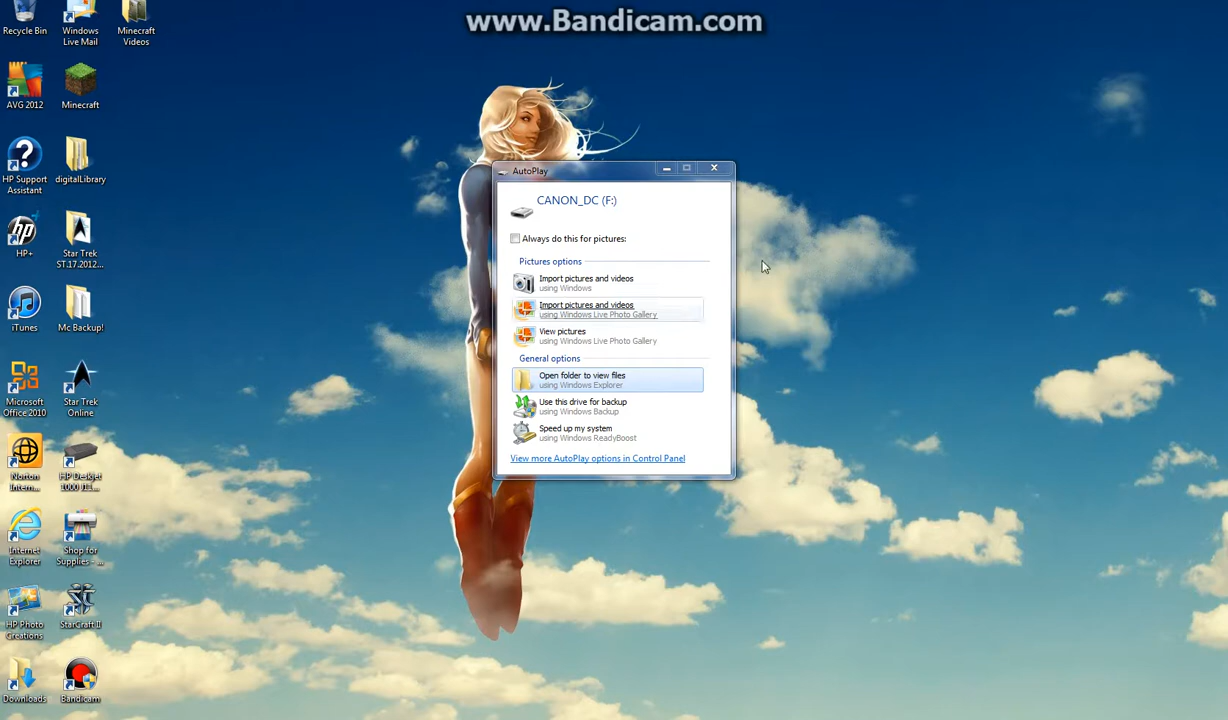 www.Bandicam.com
Recycle Bin
Windows
Live Mail
Minecraft
Videos
AVG 2012
Minecraft
HP Support
Assistant
digitalLibrary
HP+
Star Trek
ST.17.2012...
iTunes
Mc Backup!
Microsoft
Office 2010
Star Trek
Online
Norton
Intern...
HP Deskjet
1000 J1...
Internet
Explorer
Shop for
Supplies - ...
HP Photo
Creations
StarCraft II
Downloads
Bandicam
AutoPlay
CANON_DC (F:)
Always do this for pictures:
Pictures options
Import pictures and videos
using Windows
Import pictures and videos
using Windows Live Photo Gallery
View pictures
using Windows Live Photo Gallery
General options
Open folder to view files
using Windows Explorer
Use this drive for backup
using Windows Backup
Speed up my system
using Windows ReadyBoost
View more AutoPlay options in Control Panel